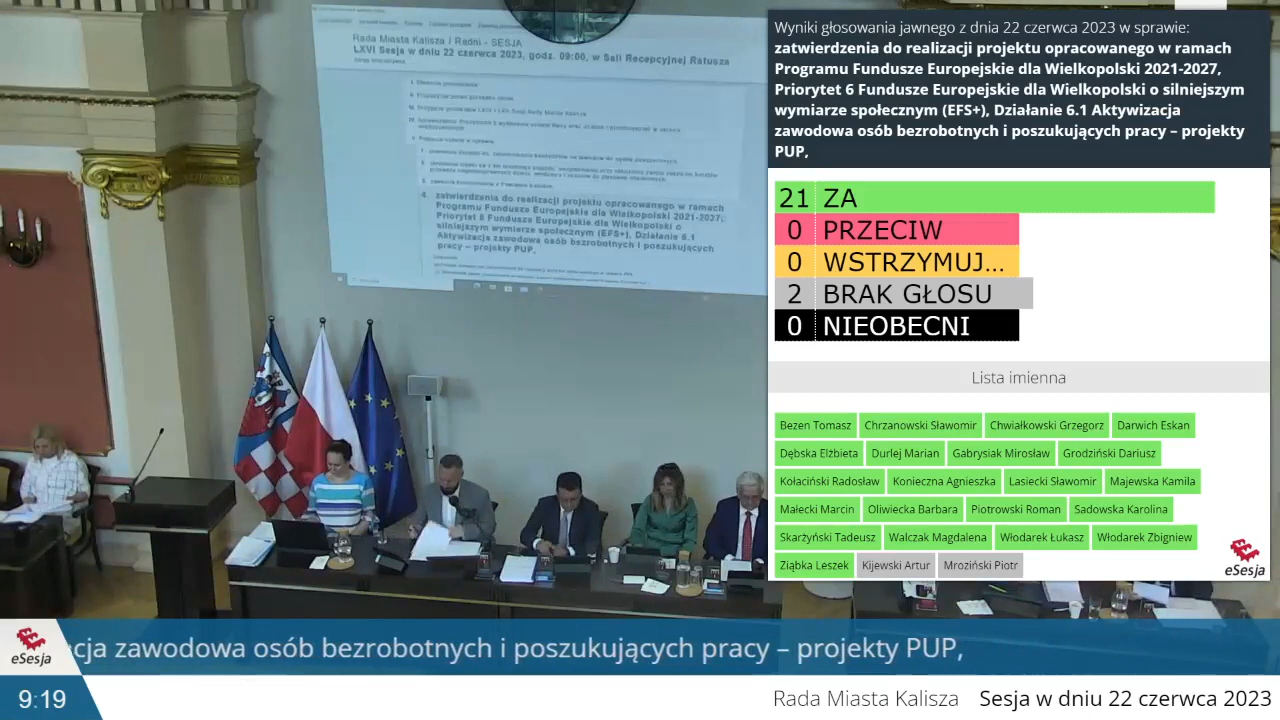 Rada Miasta Kalisza / Radni - SESJA
LXVI Sesja w dniu 22 czerwca 2023, godz. 09:00, w Sali Recepcyjnej Ratusza
4. zatwierdzenia do realizacji projektu opracowanego w ramach
Programu Fundusze Europejskie dla Wielkopolski 2021-2027,
Priorytet 6 Fundusze Europejskie dla Wielkopolski o
silniejszym wymiarze społecznym (EFS+), Działanie 6.1
Aktywizacja zawodowa osób bezrobotnych i poszukujących
pracy – projekty PUP,
Wyniki głosowania jawnego z dnia 22 czerwca 2023 w sprawie:
zatwierdzenia do realizacji projektu opracowanego w ramach
Programu Fundusze Europejskie dla Wielkopolski 2021-2027,
Priorytet 6 Fundusze Europejskie dla Wielkopolski o silniejszym
wymiarze społecznym (EFS+), Działanie 6.1 Aktywizacja
zawodowa osób bezrobotnych i poszukujących pracy – projekty
PUP,
21 ZA
0 PRZECIW
0 WSTRZYMUJ...
2 BRAK GŁOSU
0 NIEOBECNI
Lista imienna
Bezen Tomasz Chrzanowski Sławomir Chwiałkowski Grzegorz Darwich Eskan
Dębska Elżbieta Durlej Marian Gabrysiak Mirosław Grodziński Dariusz
Kołaciński Radosław Konieczna Agnieszka Lasiecki Sławomir Majewska Kamila
Małecki Marcin Oliwiecka Barbara Piotrowski Roman Sadowska Karolina
Skarżyński Tadeusz Walczak Magdalena Włodarek Łukasz Włodarek Zbigniew
Ziąbka Leszek Kijewski Artur Mroziński Piotr
eSesja
eSesja
cja zawodowa osób bezrobotnych i poszukujących pracy – projekty PUP,
9:19
Rada Miasta Kalisza Sesja w dniu 22 czerwca 2023